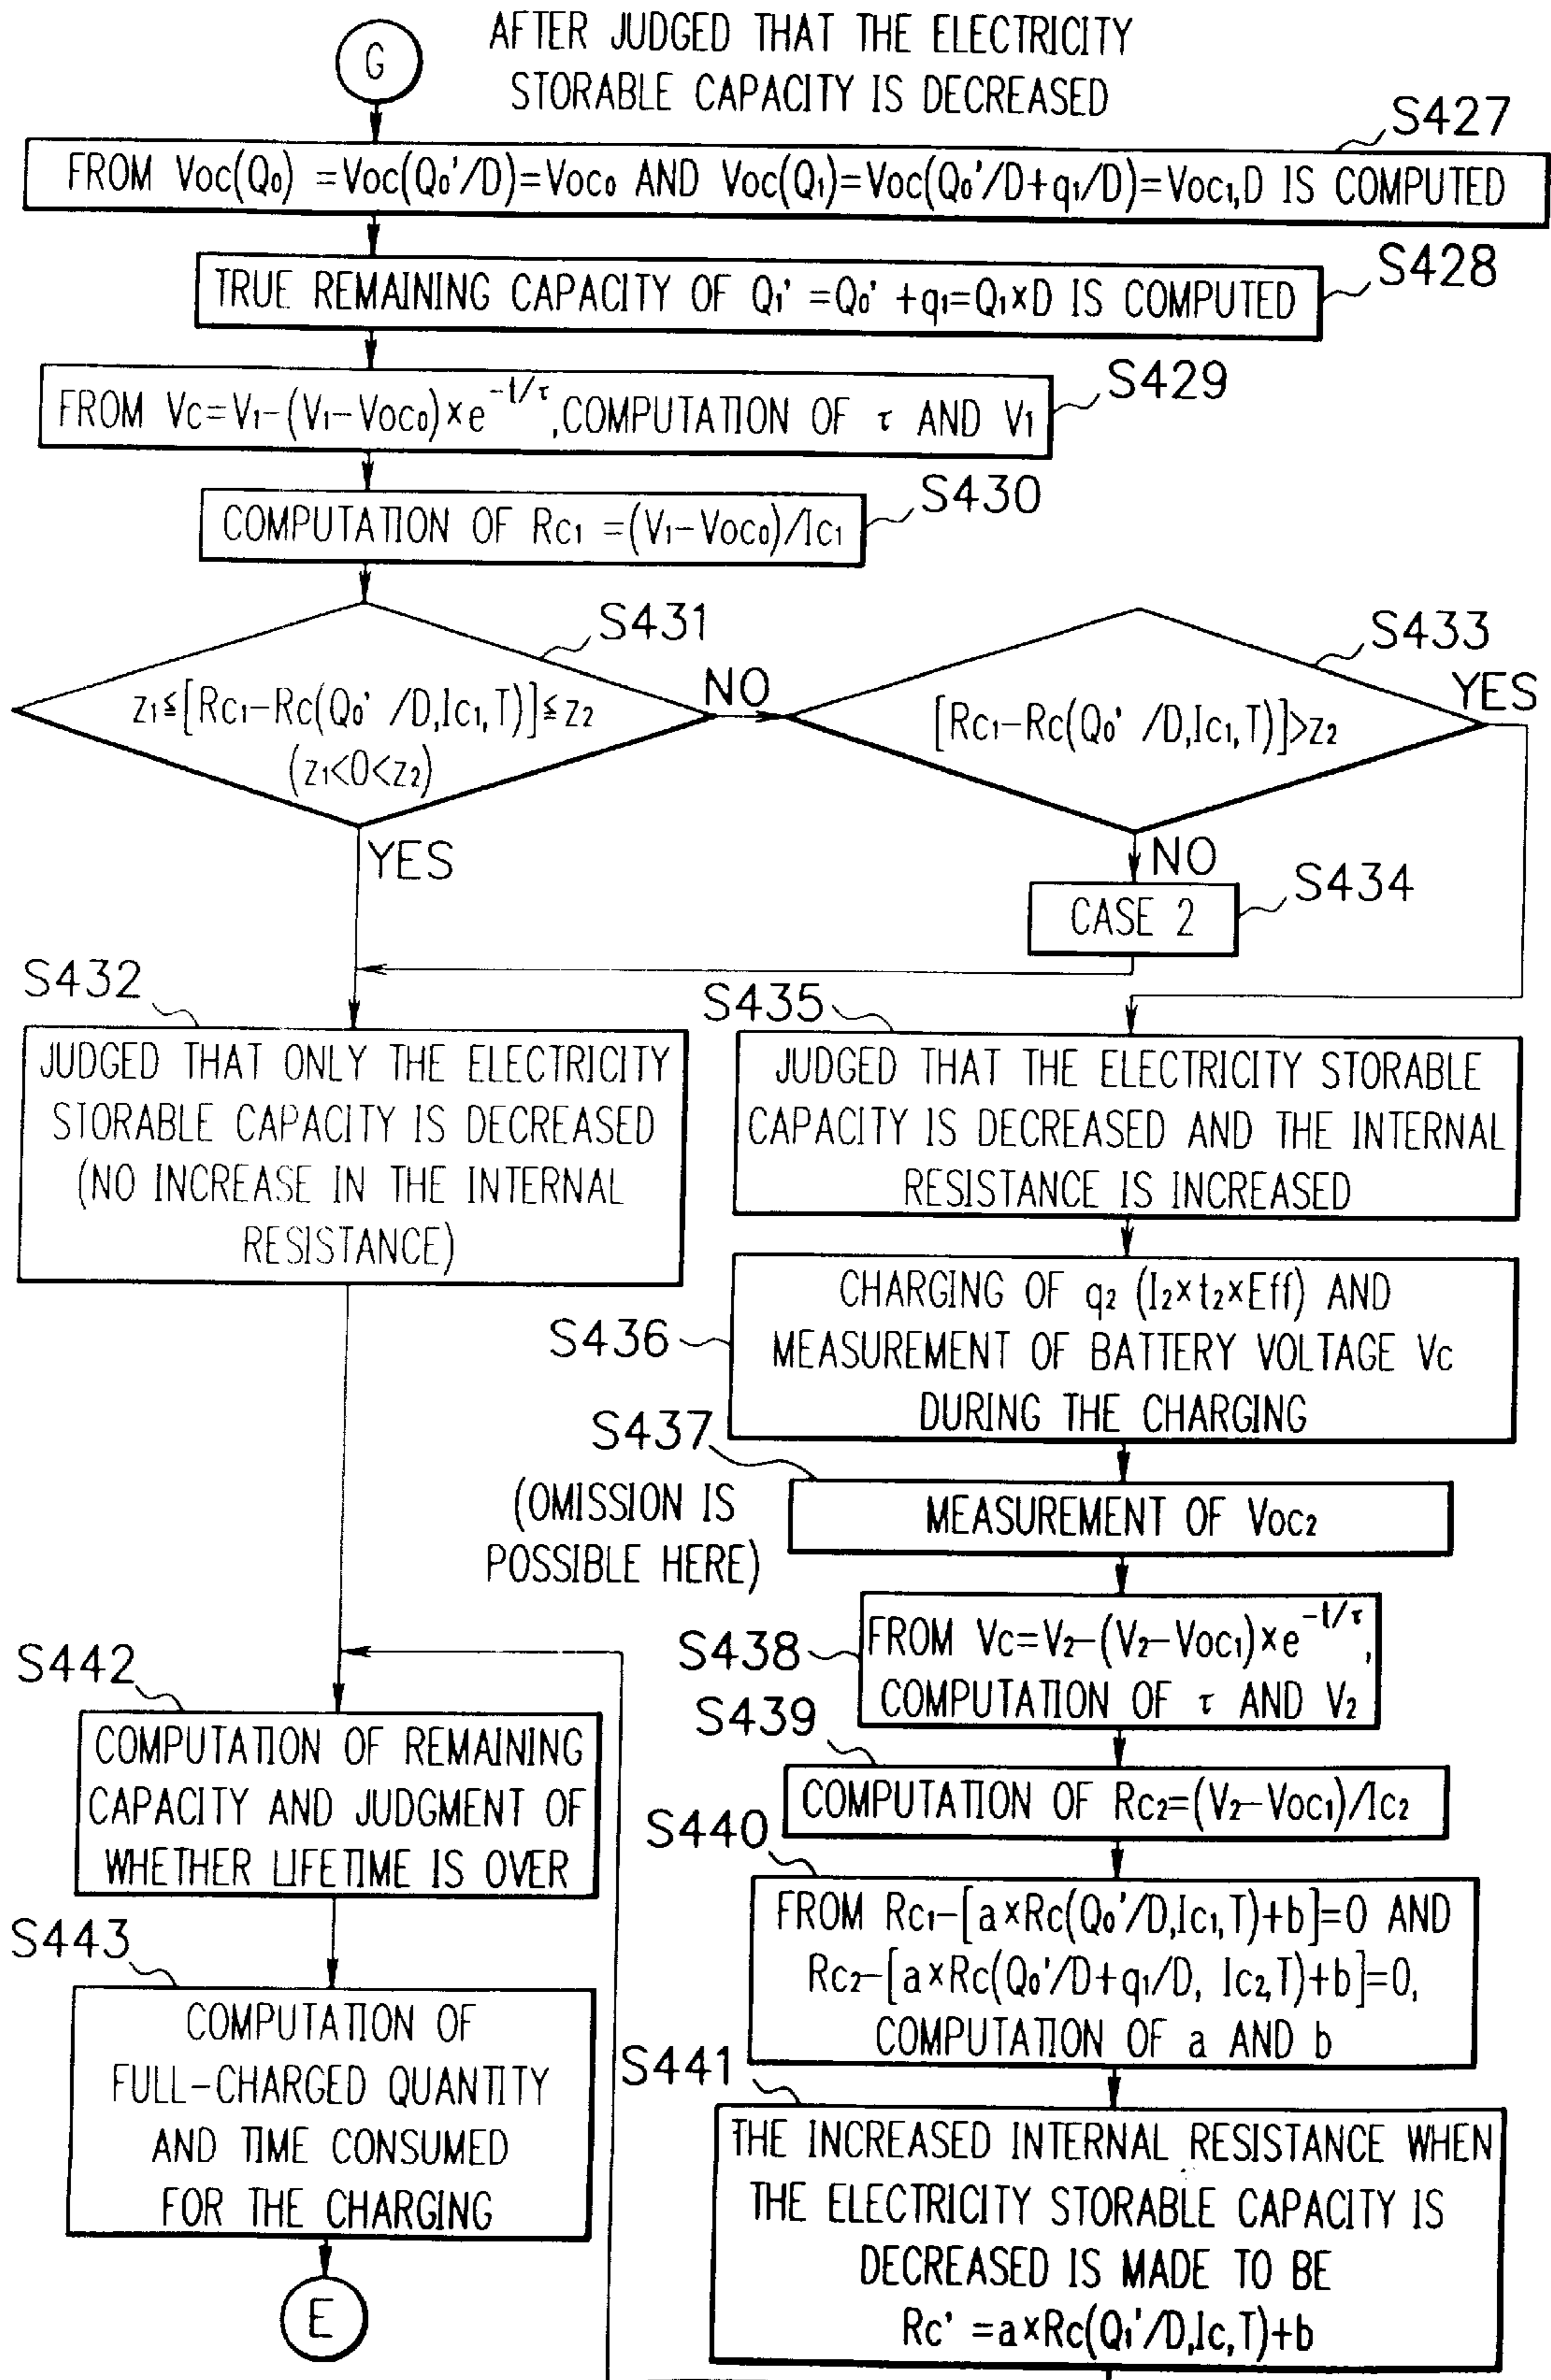 G
AFTER JUDGED THAT THE ELECTRICITY
STORABLE CAPACITY IS DECREASED
S427
FROM Voc(Q₀) =Voc(Q₀'/D)=Voc₀ AND Voc(Q₁)=Voc(Q₀'/D+q₁/D)=Voc₁,D IS COMPUTED
S428
TRUE REMAINING CAPACITY OF Q₁' =Q₀' +q₁=Q₁×D IS COMPUTED
S429
FROM Vc=V₁-(V₁-Voc₀)×e^-t/τ,COMPUTATION OF τ AND V₁
S430
COMPUTATION OF Rc₁ =(V₁-Voc₀)/Ic₁
S431
z₁≦[Rc₁-Rc(Q₀' /D,Ic₁,T)]≦z₂
(z₁<0<z₂)
NO
YES
S433
[Rc₁-Rc(Q₀' /D,Ic₁,T)]>z₂
YES
NO
S434
CASE 2
S432
JUDGED THAT ONLY THE ELECTRICITY
STORABLE CAPACITY IS DECREASED
(NO INCREASE IN THE INTERNAL
RESISTANCE)
S435
JUDGED THAT THE ELECTRICITY STORABLE
CAPACITY IS DECREASED AND THE INTERNAL
RESISTANCE IS INCREASED
S436
CHARGING OF q₂ (I₂×t₂×Eff) AND
MEASUREMENT OF BATTERY VOLTAGE Vc
DURING THE CHARGING
S437
(OMISSION IS
POSSIBLE HERE)
MEASUREMENT OF Voc₂
S438
FROM Vc=V₂-(V₂-Voc₁)×e^-t/τ,
COMPUTATION OF τ AND V₂
S439
COMPUTATION OF Rc₂=(V₂-Voc₁)/Ic₂
S440
FROM Rc₁-[a×Rc(Q₀'/D,Ic₁,T)+b]=0 AND
Rc₂-[a×Rc(Q₀'/D+q₁/D, Ic₂,T)+b]=0,
COMPUTATION OF a AND b
S441
THE INCREASED INTERNAL RESISTANCE WHEN
THE ELECTRICITY STORABLE CAPACITY IS
DECREASED IS MADE TO BE
Rc' =a×Rc(Q₁'/D,Ic,T)+b
S442
COMPUTATION OF REMAINING
CAPACITY AND JUDGMENT OF
WHETHER LIFETIME IS OVER
S443
COMPUTATION OF
FULL-CHARGED QUANTITY
AND TIME CONSUMED
FOR THE CHARGING
E